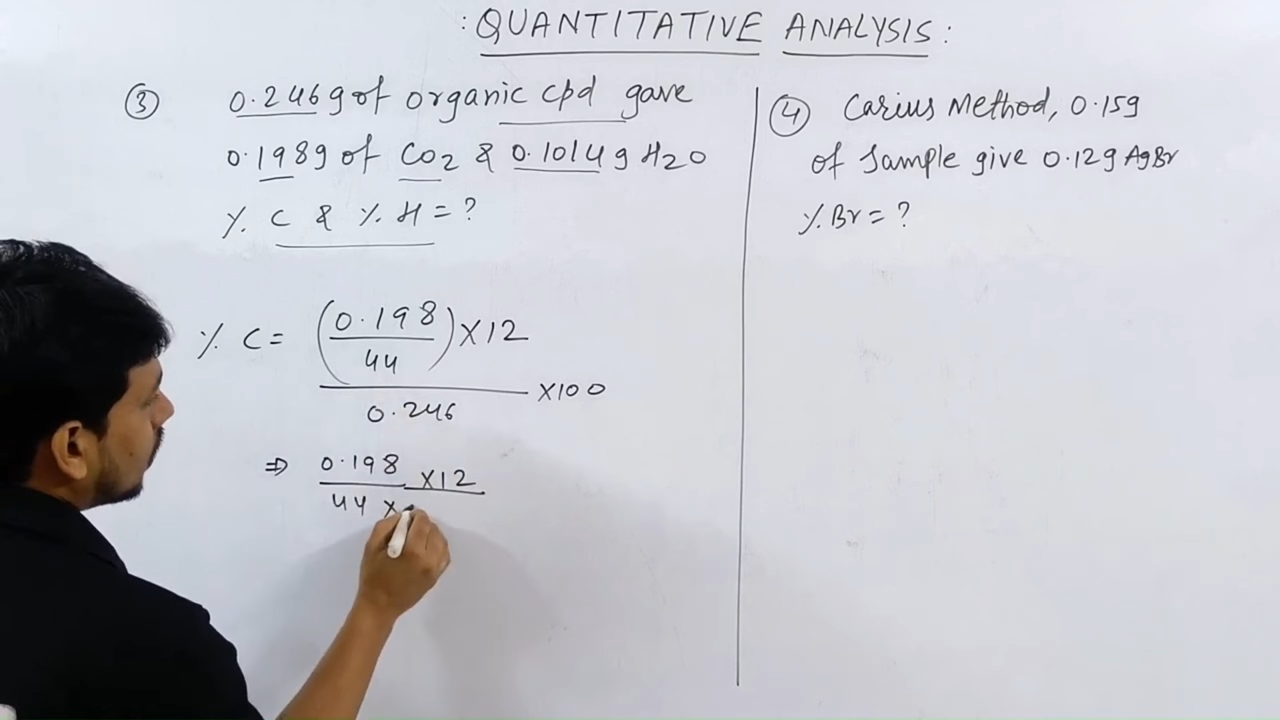 : QUANTITATIVE ANALYSIS :
③ 0.246g of organic cpd gave
0.198g of CO2 & 0.1014g H2O
% C & % H = ?
% C = (0.198/44) X 12
0.246
X 100
⇒ 0.198 X 12
44 X
④ Carius Method, 0.15g
of Sample give 0.12g AgBr
% Br = ?